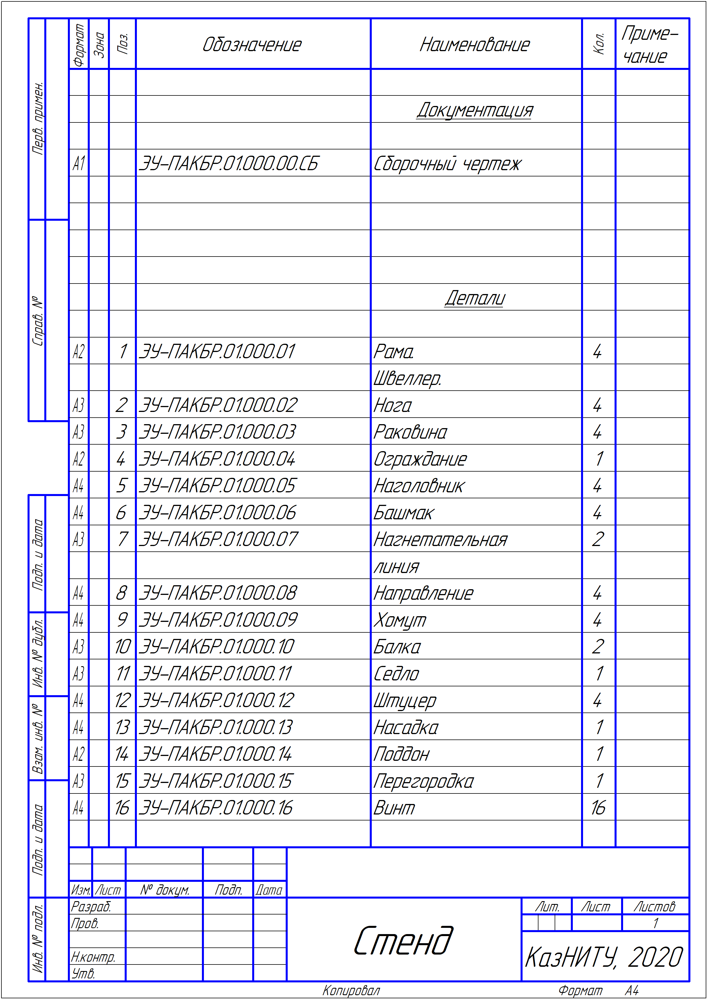 Перв. примен.
Справ. №
Подп. и дата
Инв. № дубл.
Взам. инв. №
Подп. и дата
Инв. № подл.
Формат Зона Поз. Обозначение Наименование Кол. Приме-
чание
Документация
А1 ЭУ-ПАКБР.01.000.00.СБ Сборочный чертеж
Детали
А2 1 ЭУ-ПАКБР.01.000.01 Рама. 4
Швеллер.
А3 2 ЭУ-ПАКБР.01.000.02 Нога 4
А3 3 ЭУ-ПАКБР.01.000.03 Раковина 4
А2 4 ЭУ-ПАКБР.01.000.04 Ограждание 1
А4 5 ЭУ-ПАКБР.01.000.05 Наголовник 4
А4 6 ЭУ-ПАКБР.01.000.06 Башмак 4
А3 7 ЭУ-ПАКБР.01.000.07 Нагнетательная 2
линия
А4 8 ЭУ-ПАКБР.01.000.08 Направление 4
А4 9 ЭУ-ПАКБР.01.000.09 Хомут 4
А3 10 ЭУ-ПАКБР.01.000.10 Балка 2
А3 11 ЭУ-ПАКБР.01.000.11 Седло 1
А4 12 ЭУ-ПАКБР.01.000.12 Штуцер 4
А4 13 ЭУ-ПАКБР.01.000.13 Насадка 1
А2 14 ЭУ-ПАКБР.01.000.14 Поддон 1
А3 15 ЭУ-ПАКБР.01.000.15 Перегородка 1
А4 16 ЭУ-ПАКБР.01.000.16 Винт 16
Изм. Лист № докум. Подп. Дата
Разраб.
Пров.
Н.контр.
Утв.
Стенд
Лит. Лист Листов
1
КазНИТУ, 2020
Копировал Формат А4